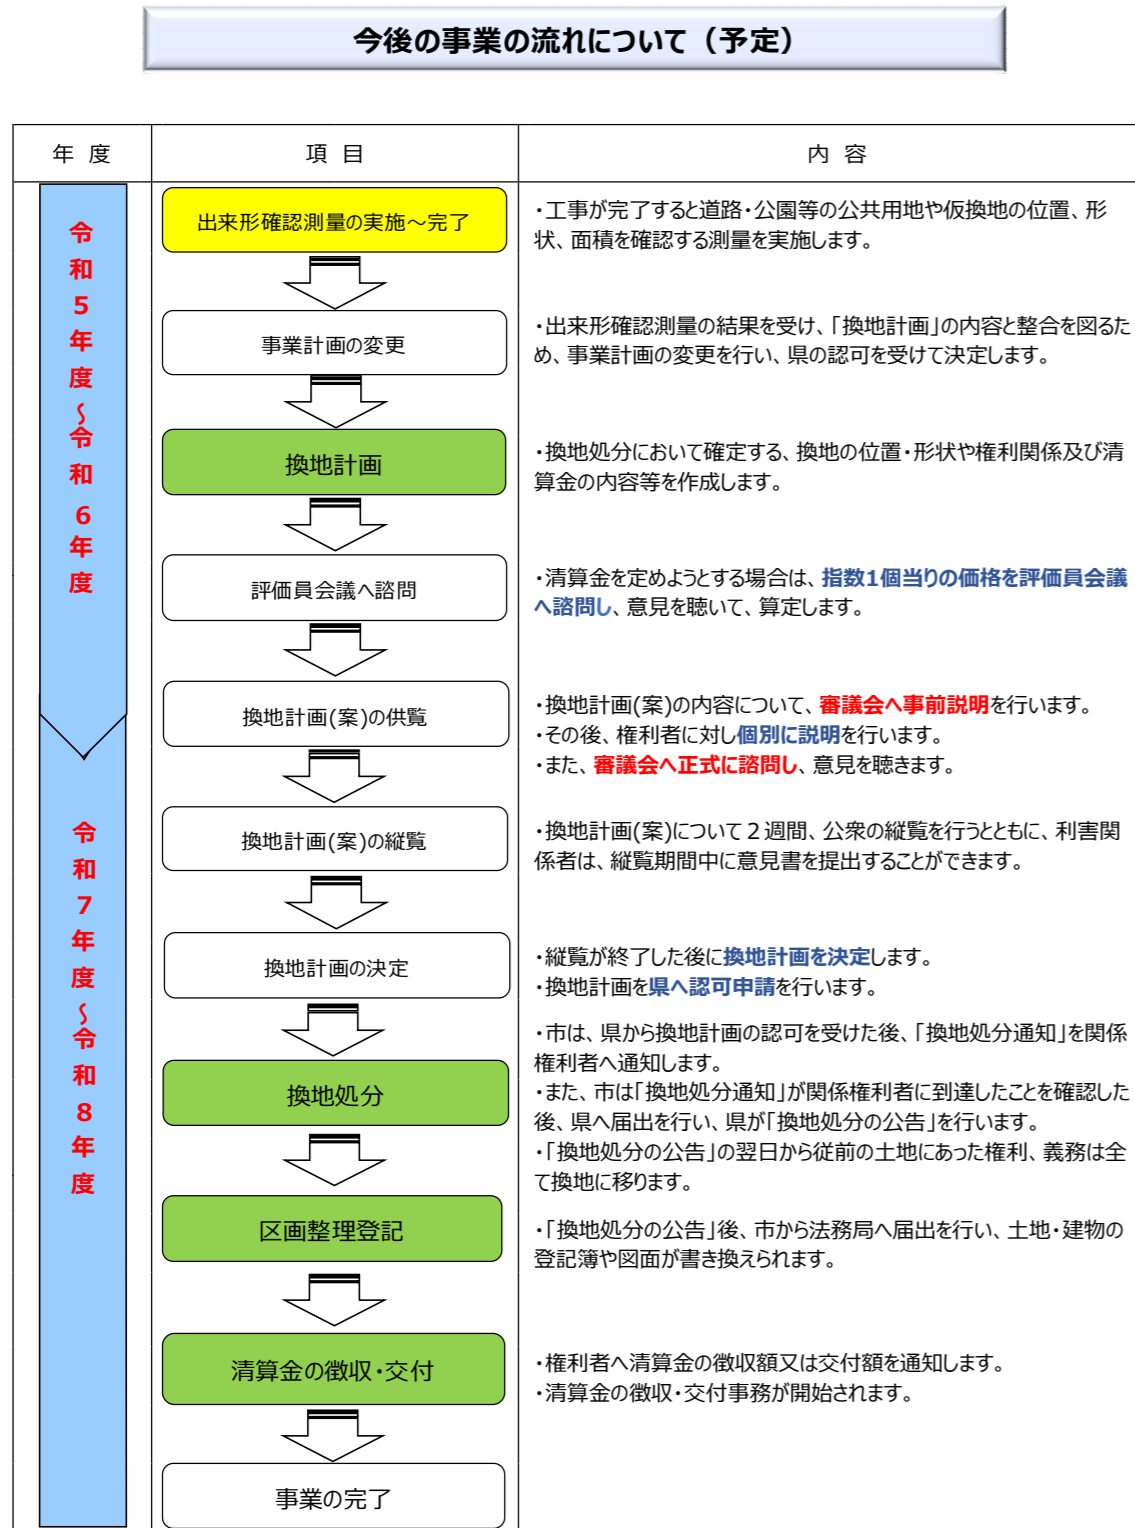 今後の事業の流れについて（予定）
年 度
項 目
内 容
令和5年度～令和6年度
出来形確認測量の実施～完了
・工事が完了すると道路・公園等の公共用地や仮換地の位置、形
状、面積を確認する測量を実施します。
事業計画の変更
・出来形確認測量の結果を受け、「換地計画」の内容と整合を図るた
め、事業計画の変更を行い、県の認可を受けて決定します。
換地計画
・換地処分において確定する、換地の位置・形状や権利関係及び清
算金の内容等を作成します。
評価員会議へ諮問
・清算金を定めようとする場合は、指数1個当りの価格を評価員会議
へ諮問し、意見を聴いて、算定します。
換地計画(案)の供覧
・換地計画(案)の内容について、審議会へ事前説明を行います。
・その後、権利者に対し個別に説明を行います。
・また、審議会へ正式に諮問し、意見を聴きます。
令和7年度～令和8年度
換地計画(案)の縦覧
・換地計画(案)について２週間、公衆の縦覧を行うとともに、利害関
係者は、縦覧期間中に意見書を提出することができます。
換地計画の決定
・縦覧が終了した後に換地計画を決定します。
・換地計画を県へ認可申請を行います。
換地処分
・市は、県から換地計画の認可を受けた後、「換地処分通知」を関係
権利者へ通知します。
・また、市は「換地処分通知」が関係権利者に到達したことを確認した
後、県へ届出を行い、県が「換地処分の公告」を行います。
・「換地処分の公告」の翌日から従前の土地にあった権利、義務は全
て換地に移ります。
区画整理登記
・「換地処分の公告」後、市から法務局へ届出を行い、土地・建物の
登記簿や図面が書き換えられます。
清算金の徴収・交付
・権利者へ清算金の徴収額又は交付額を通知します。
・清算金の徴収・交付事務が開始されます。
事業の完了